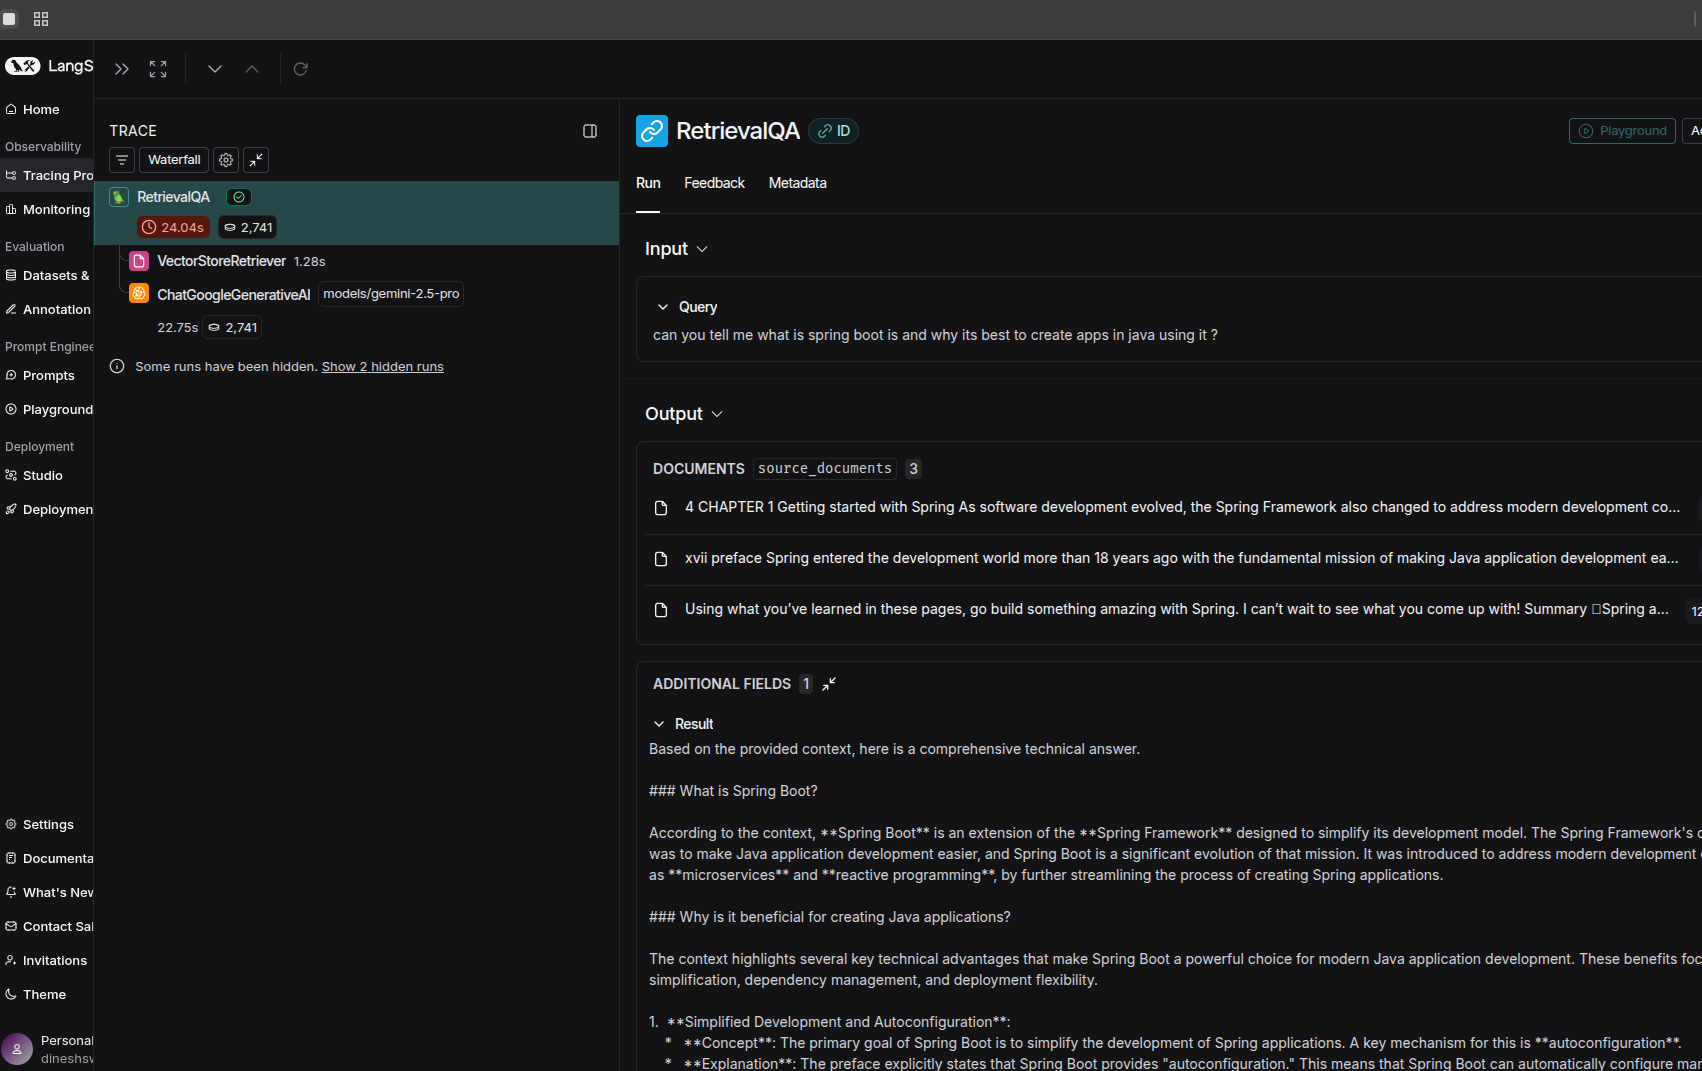 LangS
Home
Observability
Tracing Pro
Monitoring
Evaluation
Datasets &
Annotation
Prompt Enginee
Prompts
Playground
Deployment
Studio
Deploymen
Settings
Documenta
What's New
Contact Sal
Invitations
Theme
Personal
dineshsw
TRACE
Waterfall
RetrievalQA
24.04s 2,741
VectorStoreRetriever 1.28s
ChatGoogleGenerativeAI models/gemini-2.5-pro
22.75s 2,741
Some runs have been hidden. Show 2 hidden runs
RetrievalQA ID
Playground
Ad
Run Feedback Metadata
Input
Query
can you tell me what is spring boot is and why its best to create apps in java using it ?
Output
DOCUMENTS source_documents 3
4 CHAPTER 1 Getting started with Spring As software development evolved, the Spring Framework also changed to address modern development co...
xvii preface Spring entered the development world more than 18 years ago with the fundamental mission of making Java application development ea...
Using what you’ve learned in these pages, go build something amazing with Spring. I can’t wait to see what you come up with! Summary □Spring a... 12
ADDITIONAL FIELDS 1
Result
Based on the provided context, here is a comprehensive technical answer.
### What is Spring Boot?
According to the context, **Spring Boot** is an extension of the **Spring Framework** designed to simplify its development model. The Spring Framework's c
was to make Java application development easier, and Spring Boot is a significant evolution of that mission. It was introduced to address modern development
as **microservices** and **reactive programming**, by further streamlining the process of creating Spring applications.
### Why is it beneficial for creating Java applications?
The context highlights several key technical advantages that make Spring Boot a powerful choice for modern Java application development. These benefits foc
simplification, dependency management, and deployment flexibility.
1. **Simplified Development and Autoconfiguration**:
* **Concept**: The primary goal of Spring Boot is to simplify the development of Spring applications. A key mechanism for this is **autoconfiguration**.
* **Explanation**: The preface explicitly states that Spring Boot provides "autoconfiguration." This means that Spring Boot can automatically configure man